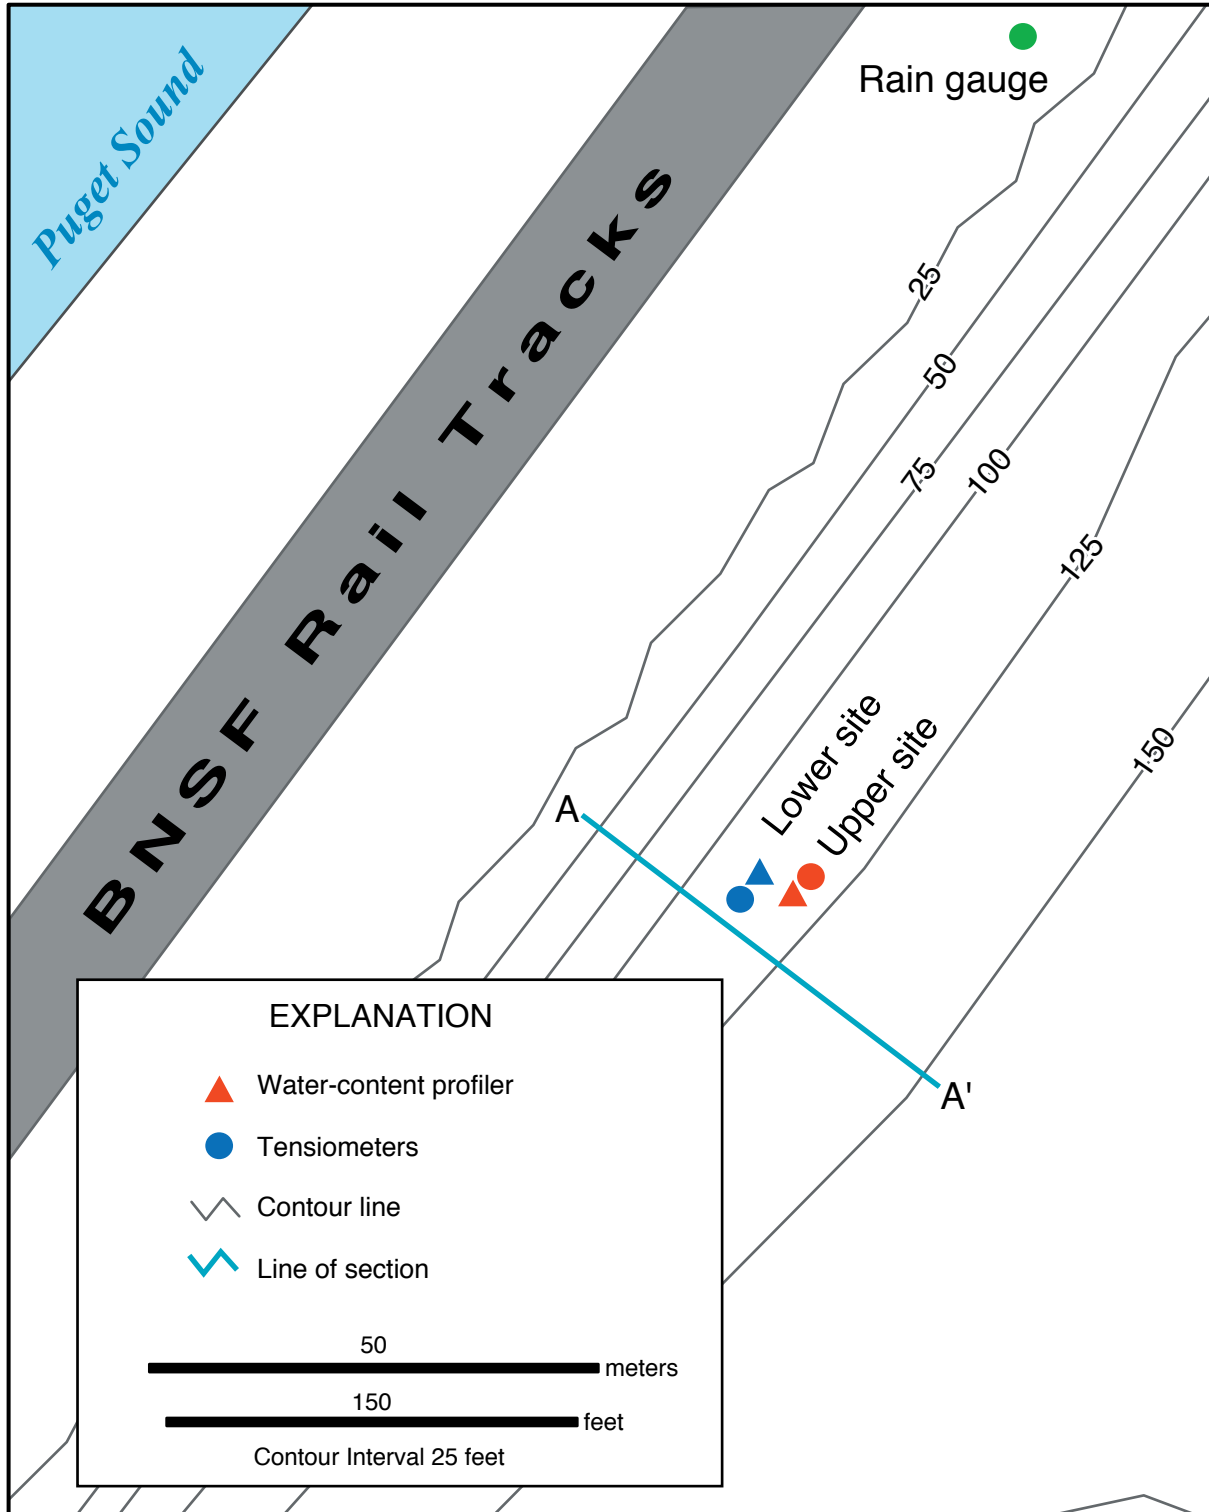 Rain gauge
Puget Sound
BNSF Rail Tracks
25
50
75
100
125
150
Lower site
Upper site
A
A'
EXPLANATION
Water-content profiler
Tensiometers
Contour line
Line of section
50
meters
150
feet
Contour Interval 25 feet